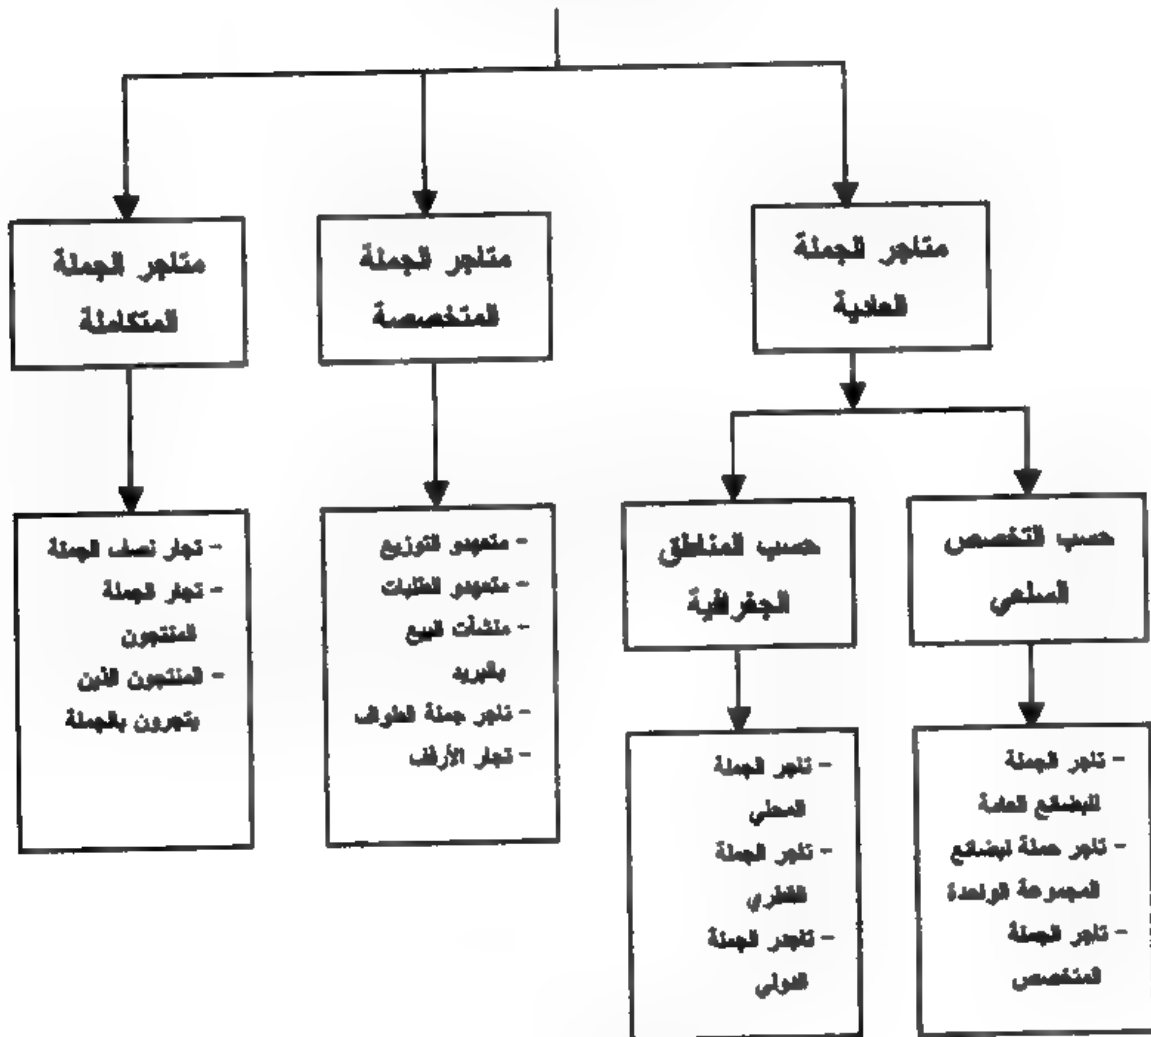 متاجر الجملة
العادية
متاجر الجملة
المتخصصة
متاجر الجملة
المتكاملة
حسب التخصص
السلعي
حسب المناطق
الجغرافية
- متعهدو التوزيع
- متعهدو الطلبات
- منشآت البيع
بالبريد
- تاجر جملة الطواف
- تجار الأرفف
- تجار نصف الجملة
- تجار الجملة
المنتجون
- المنتجون الذين
يتجرون بالجملة
- تاجر الجملة
للبضائع العامة
- تاجر حملة لبضائع
المجموعة الواحدة
- تاجر الجملة
المتخصص
- تاجر الجملة
المحلي
- تاجر الجملة
القطري
- تاجدر الجملة
الدولي